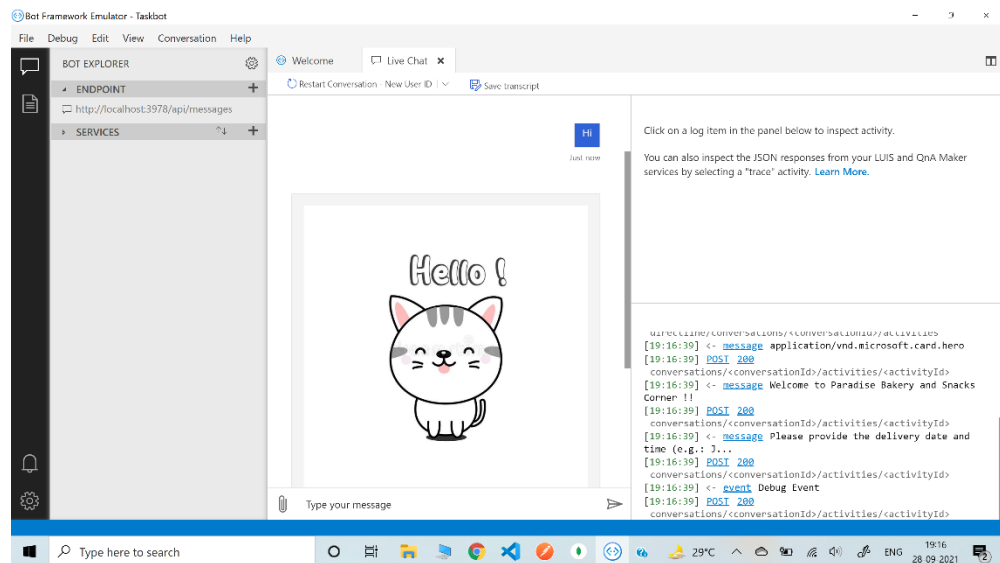 Bot Framework Emulator - Taskbot
File Debug Edit View Conversation Help
BOT EXPLORER
ENDPOINT
http://localhost:3978/api/messages
SERVICES
Welcome
Live Chat
Restart Conversation - New User ID
Save transcript
Hi
Just now
Hello !
Type your message
Click on a log item in the panel below to inspect activity.
You can also inspect the JSON responses from your LUIS and QnA Maker
services by selecting a "trace" activity. Learn More.
directline/conversations/<conversationId>/activities
[19:16:39] <- message application/vnd.microsoft.card.hero
[19:16:39] POST 200
conversations/<conversationId>/activities/<activityId>
[19:16:39] <- message Welcome to Paradise Bakery and Snacks
Corner !!
[19:16:39] POST 200
conversations/<conversationId>/activities/<activityId>
[19:16:39] <- message Please provide the delivery date and
time (e.g.: J...
[19:16:39] POST 200
conversations/<conversationId>/activities/<activityId>
[19:16:39] <- event Debug Event
[19:16:39] POST 200
conversations/<conversationId>/activities/<activityId>
Type here to search
29°C
ENG
19:16
28-09-2021
2